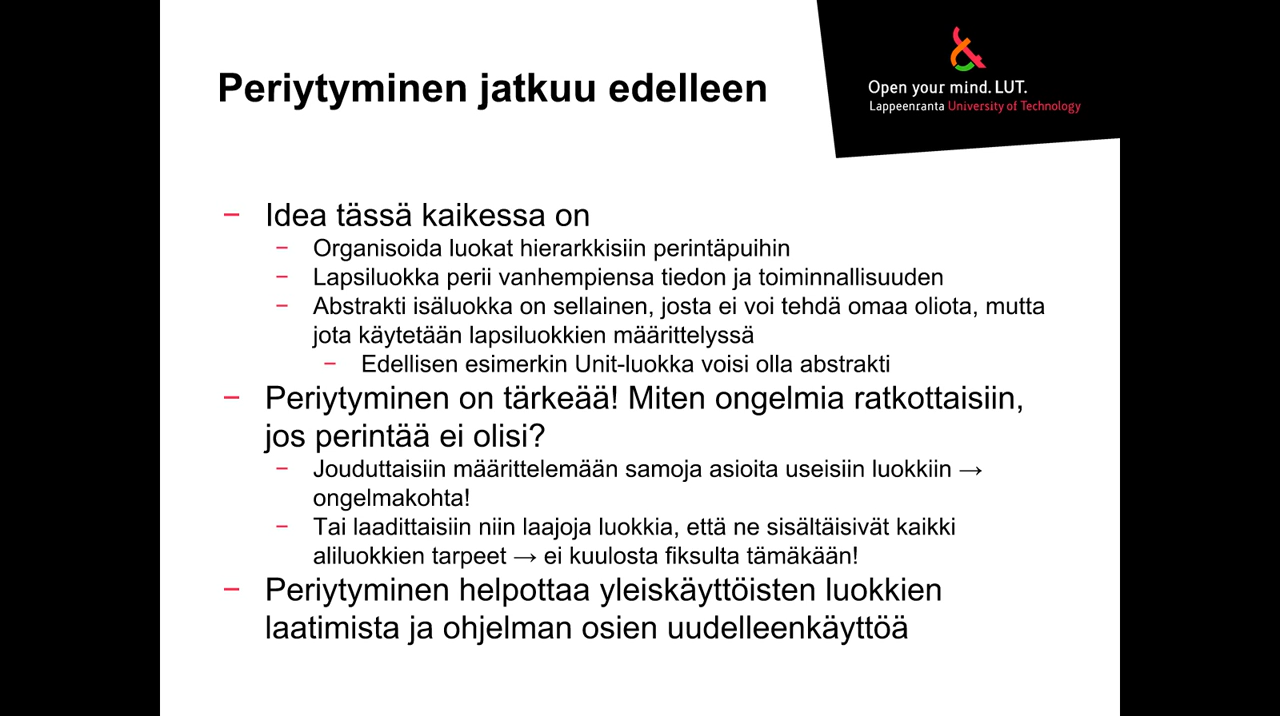 Periytyminen jatkuu edelleen
Open your mind. LUT.
Lappeenranta University of Technology
– Idea tässä kaikessa on
– Organisoida luokat hierarkkisiin perintäpuihin
– Lapsiluokka perii vanhempiensa tiedon ja toiminnallisuuden
– Abstrakti isäluokka on sellainen, josta ei voi tehdä omaa oliota, mutta
jota käytetään lapsiluokkien määrittelyssä
– Edellisen esimerkin Unit-luokka voisi olla abstrakti
– Periytyminen on tärkeää! Miten ongelmia ratkottaisiin,
jos perintää ei olisi?
– Jouduttaisiin määrittelemään samoja asioita useisiin luokkiin →
ongelmakohta!
– Tai laadittaisiin niin laajoja luokkia, että ne sisältäisivät kaikki
aliluokkien tarpeet → ei kuulosta fiksulta tämäkään!
– Periytyminen helpottaa yleiskäyttöisten luokkien
laatimista ja ohjelman osien uudelleenkäyttöä